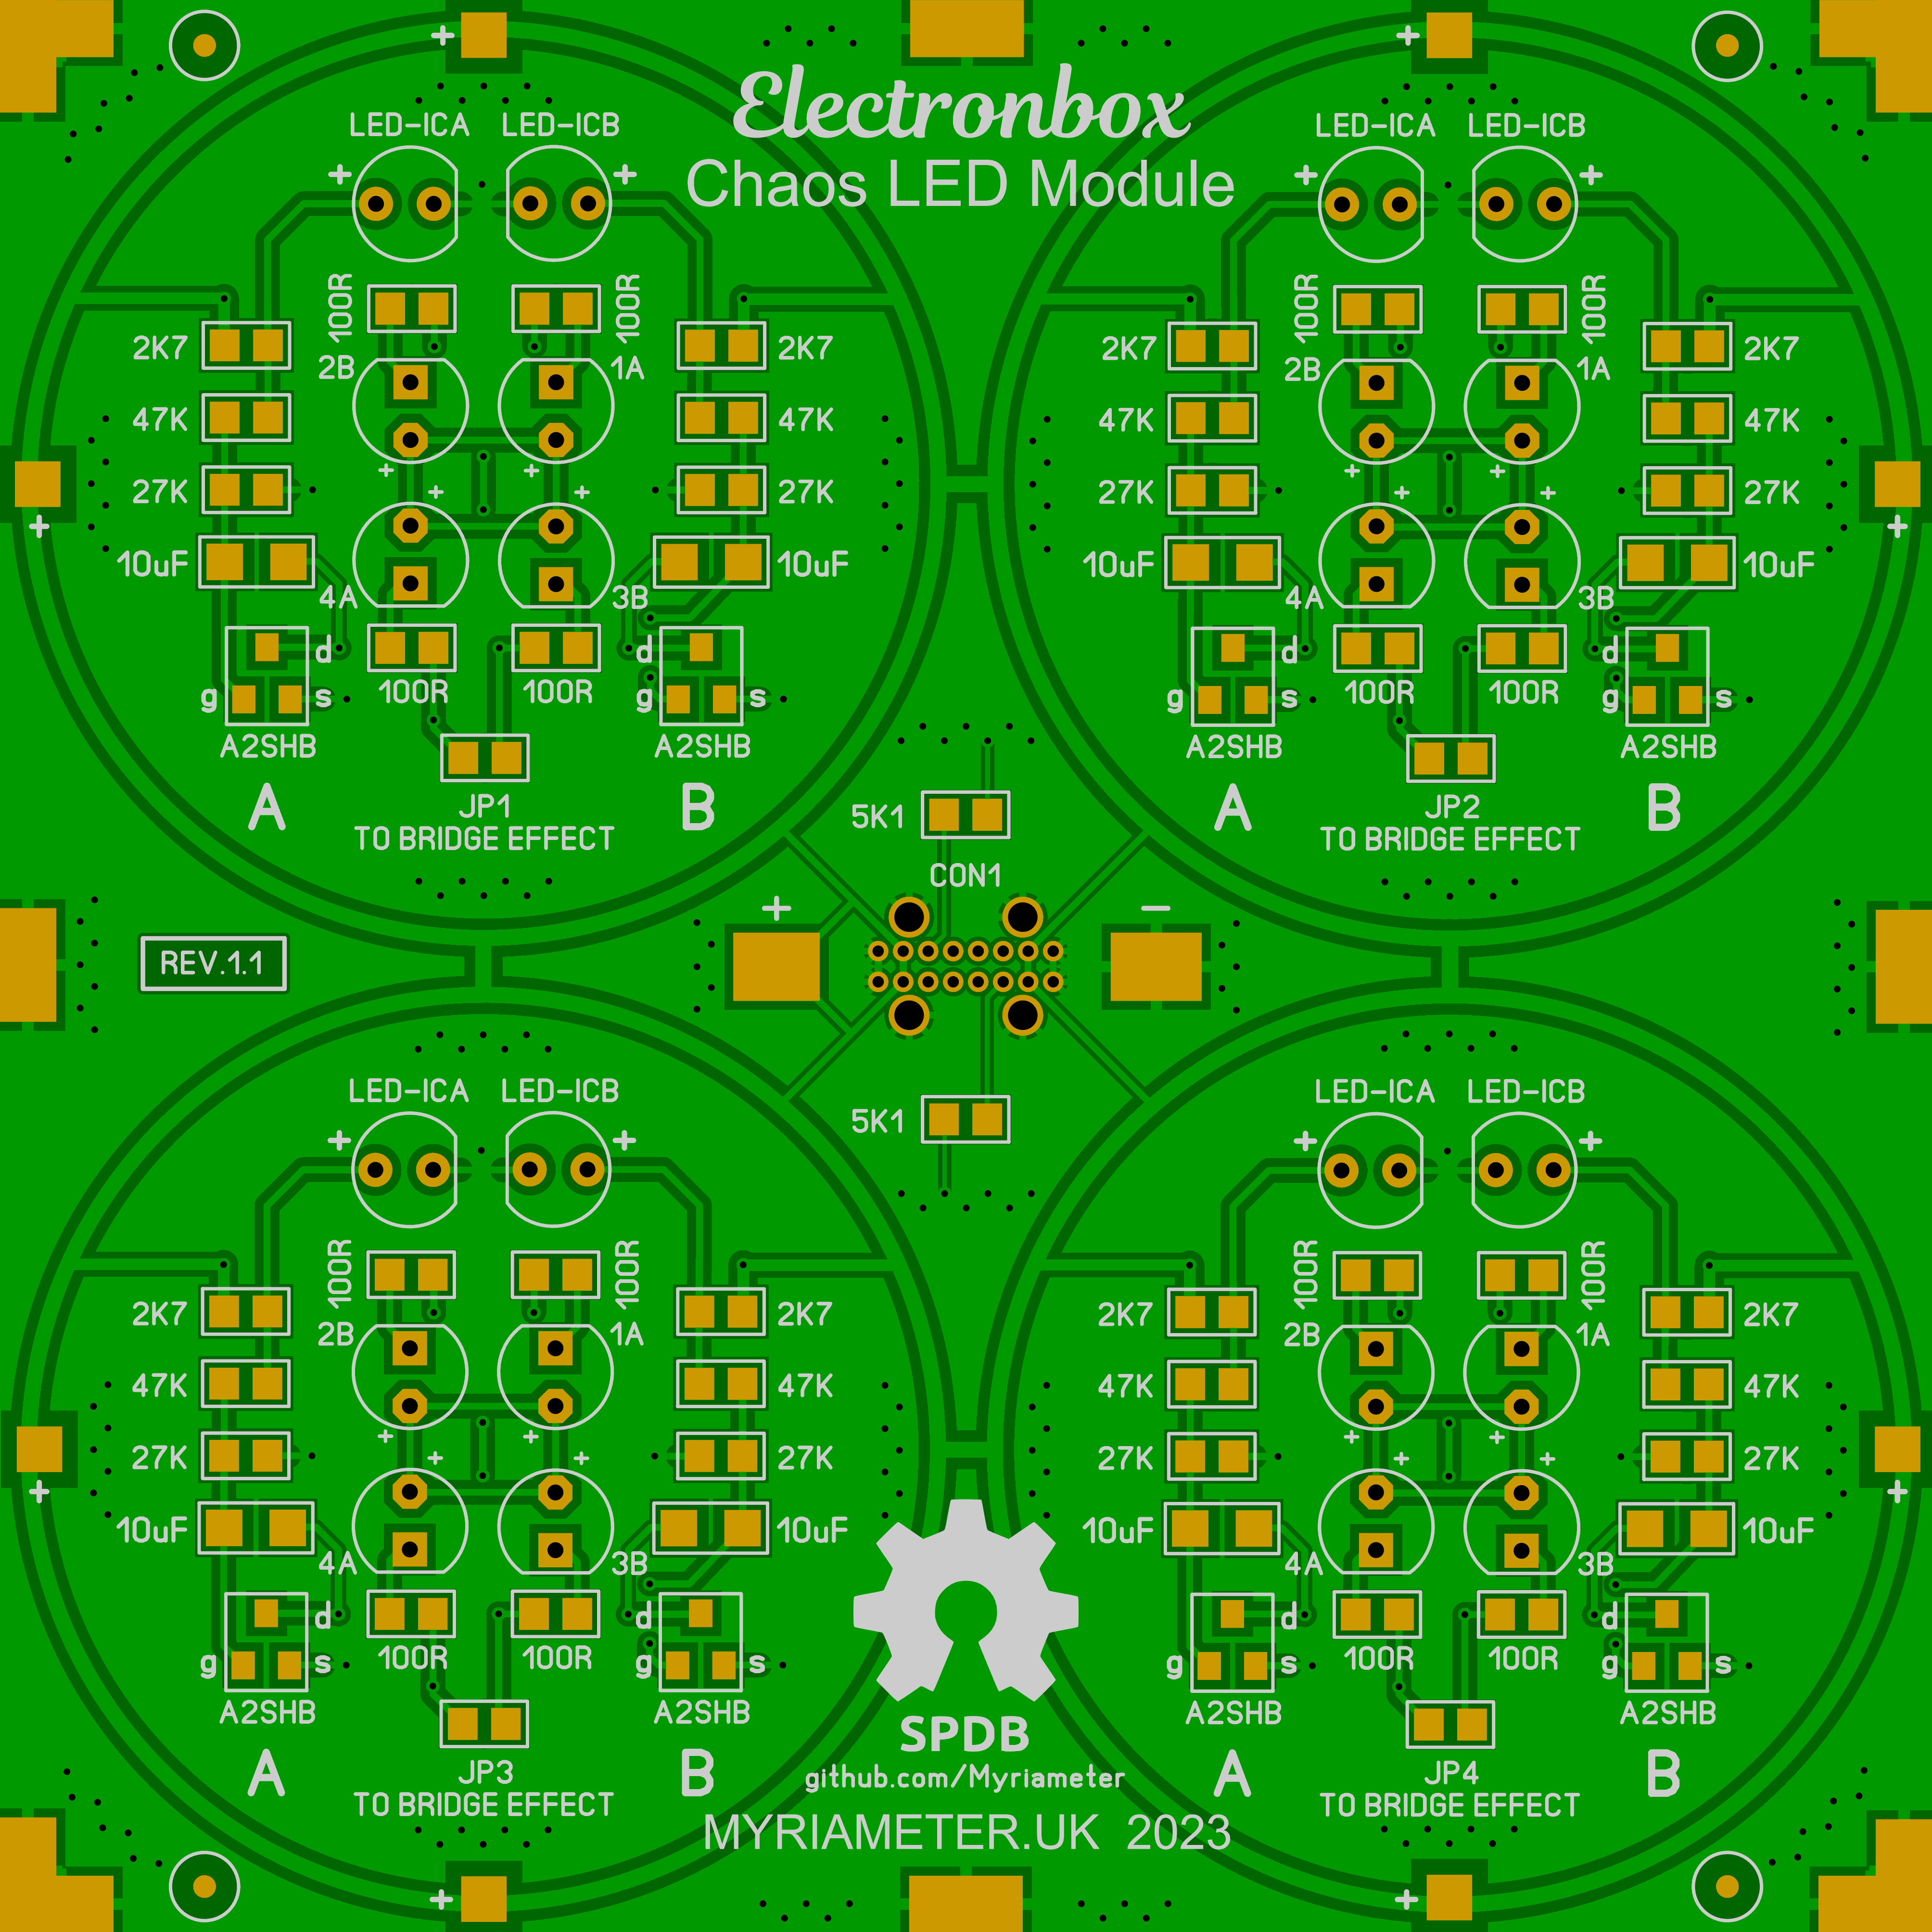 Electronbox
Chaos LED Module
LED-ICA LED-ICB
+ +
100R 100R
2K7 2K7
2B 1A
47K 47K
+ +
27K + + 27K
10uF 10uF
4A 3B
d d
100R 100R
g s g s
A2SHB A2SHB
A B
JP1
TO BRIDGE EFFECT
LED-ICA LED-ICB
+ +
100R 100R
2K7 2K7
2B 1A
47K 47K
+ +
27K + + 27K
10uF 10uF
4A 3B
d d
100R 100R
g s g s
A2SHB A2SHB
A B
JP2
TO BRIDGE EFFECT
5K1
CON1
+ −
REV.1.1
5K1
LED-ICA LED-ICB
+ +
100R 100R
2K7 2K7
2B 1A
47K 47K
+ +
27K + + 27K
10uF 10uF
4A 3B
d d
100R 100R
g s g s
A2SHB A2SHB
A B
JP3
TO BRIDGE EFFECT
LED-ICA LED-ICB
+ +
100R 100R
2K7 2K7
2B 1A
47K 47K
+ +
27K + + 27K
10uF 10uF
4A 3B
d d
100R 100R
g s g s
A2SHB A2SHB
A B
JP4
TO BRIDGE EFFECT
SPDB
github.com/Myriameter
MYRIAMETER.UK 2023